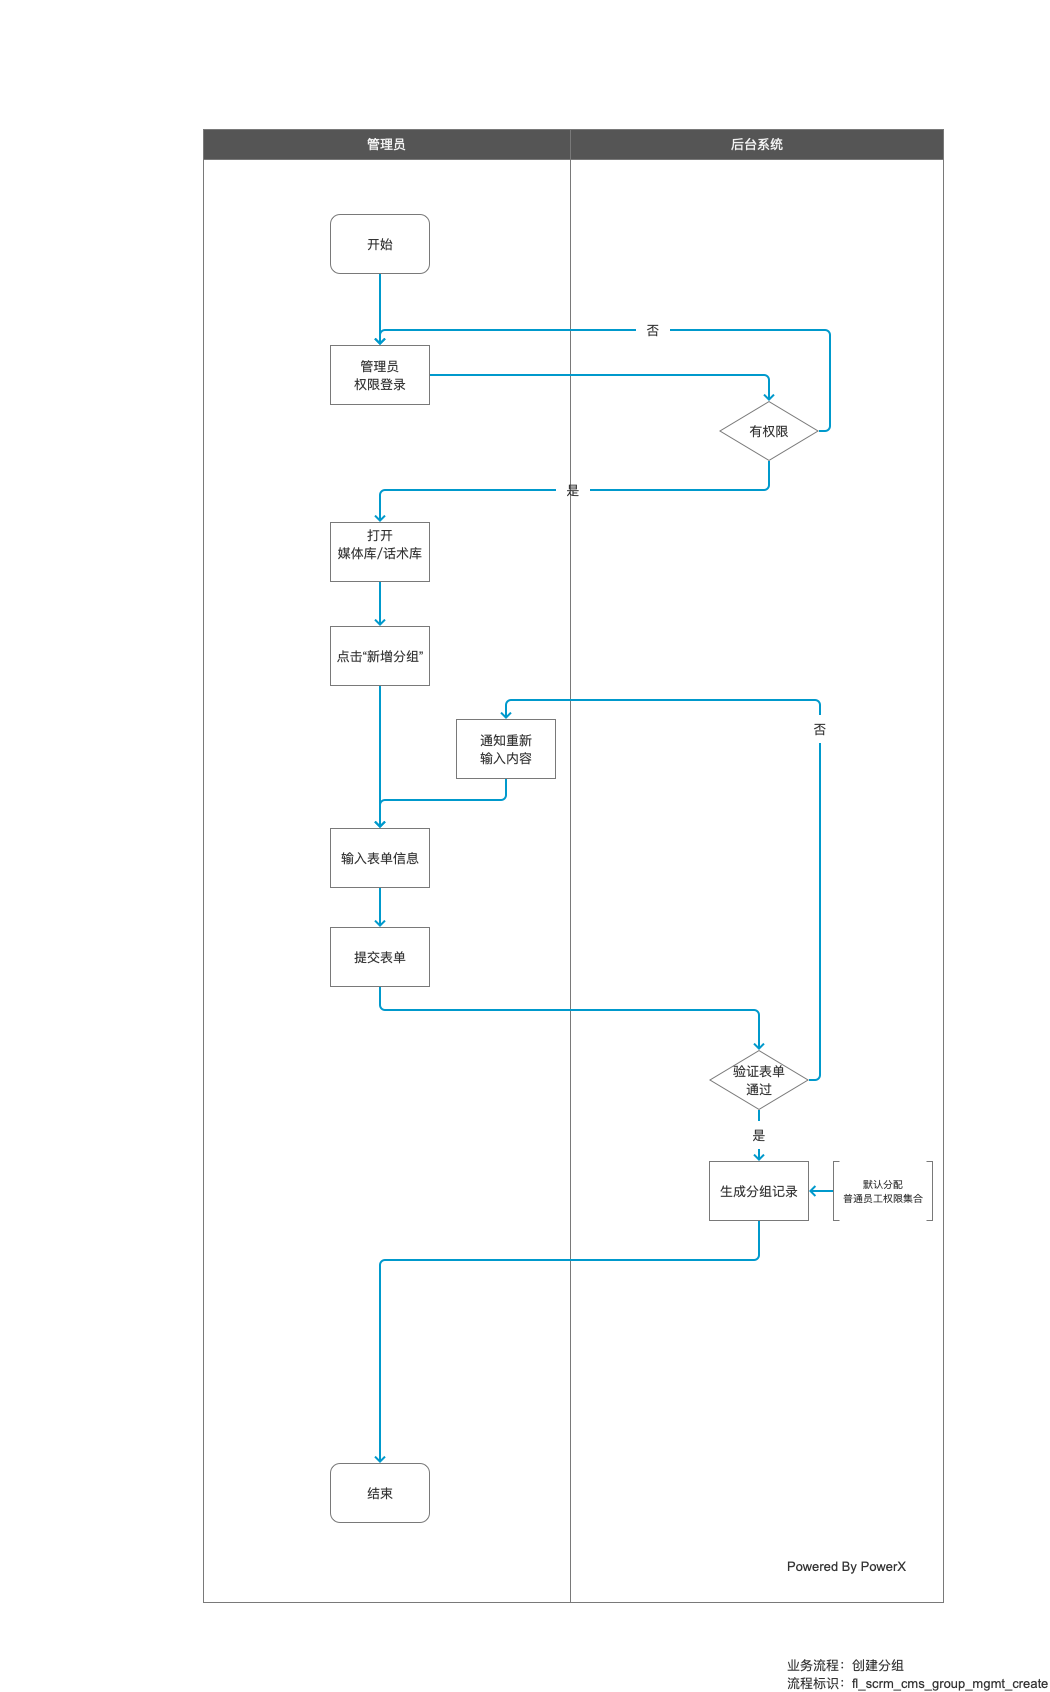 管理员
后台系统
开始
否
管理员
权限登录
有权限
是
打开
媒体库/话术库
点击“新增分组”
否
通知重新
输入内容
输入表单信息
提交表单
验证表单
通过
是
生成分组记录
默认分配
普通员工权限集合
结束
Powered By PowerX
业务流程：创建分组
流程标识：fl_scrm_cms_group_mgmt_create